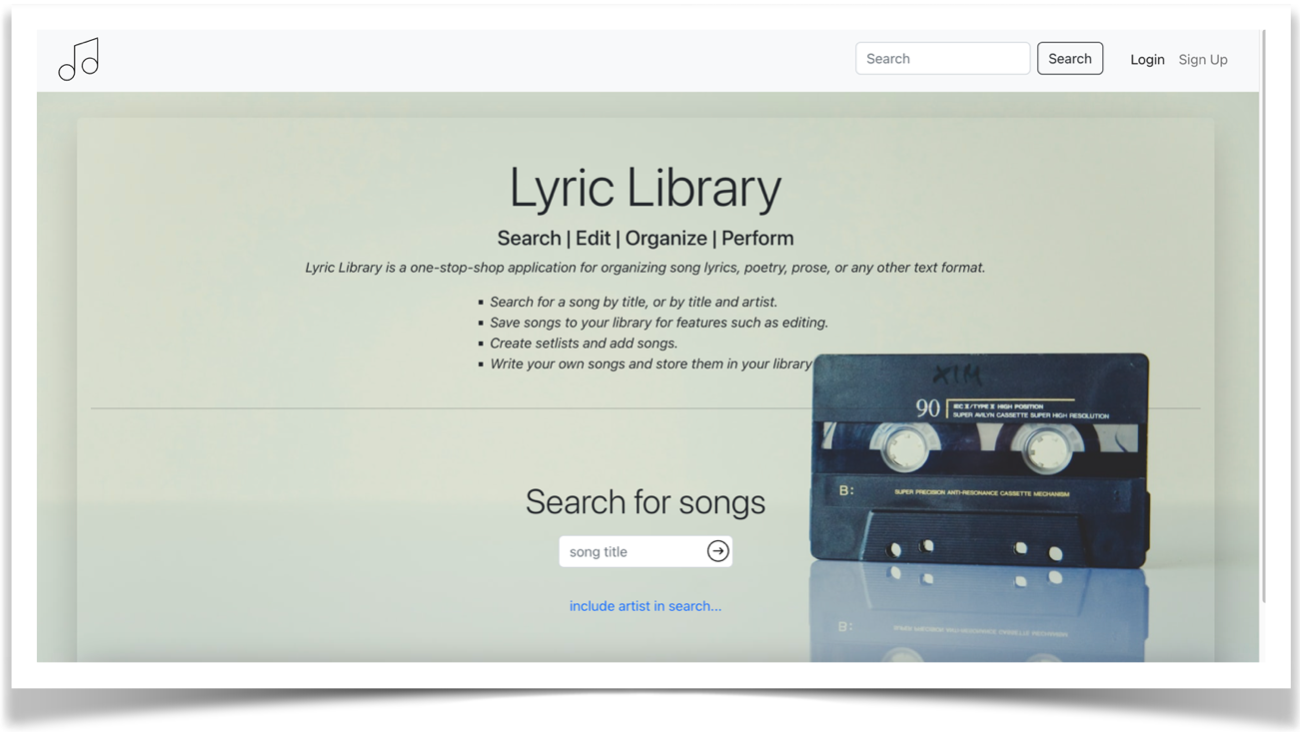 Search Search Login Sign Up
Lyric Library
Search | Edit | Organize | Perform
Lyric Library is a one-stop-shop application for organizing song lyrics, poetry, prose, or any other text format.
▪ Search for a song by title, or by title and artist.
▪ Save songs to your library for features such as editing.
▪ Create setlists and add songs.
▪ Write your own songs and store them in your library
90
IEC II/TYPE II HIGH POSITION
SUPER AVILYN CASSETTE SUPER HIGH RESOLUTION
B:
SUPER PRECISION ANTI-RESONANCE CASSETTE MECHANISM
Search for songs
song title
include artist in search...
B: